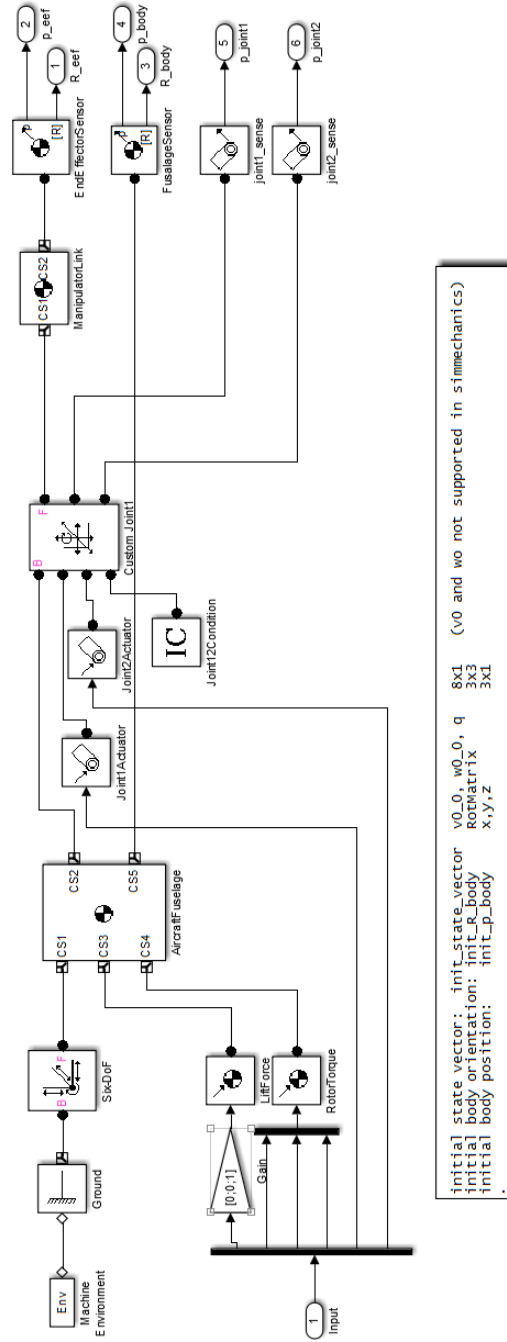 Env
Machine
Environment
Ground
B
F
Six-DoF
CS1
CS3
CS4
CS2
CS5
AircraftFuselage
1
Input
[0;0;1]
Gain
LiftForce
RotorTorque
Joint1Actuator
Joint2Actuator
IC
Joint12Condition
B
F
Custom Joint1
CS1
CS2
ManipulatorLink
p
[R]
EndEffectorSensor
2
p_eef
1
R_eef
p
[R]
FusalageSensor
4
p_body
3
R_body
joint1_sense
5
p_joint1
joint2_sense
6
p_joint2
initial state vector: init_state_vector v0_0, w0_0, q 8x1 (v0 and wo not supported in simmechanics)
initial body orientation: init_R_body RotMatrix 3x3
initial body position: init_p_body x,y,z 3x1
.